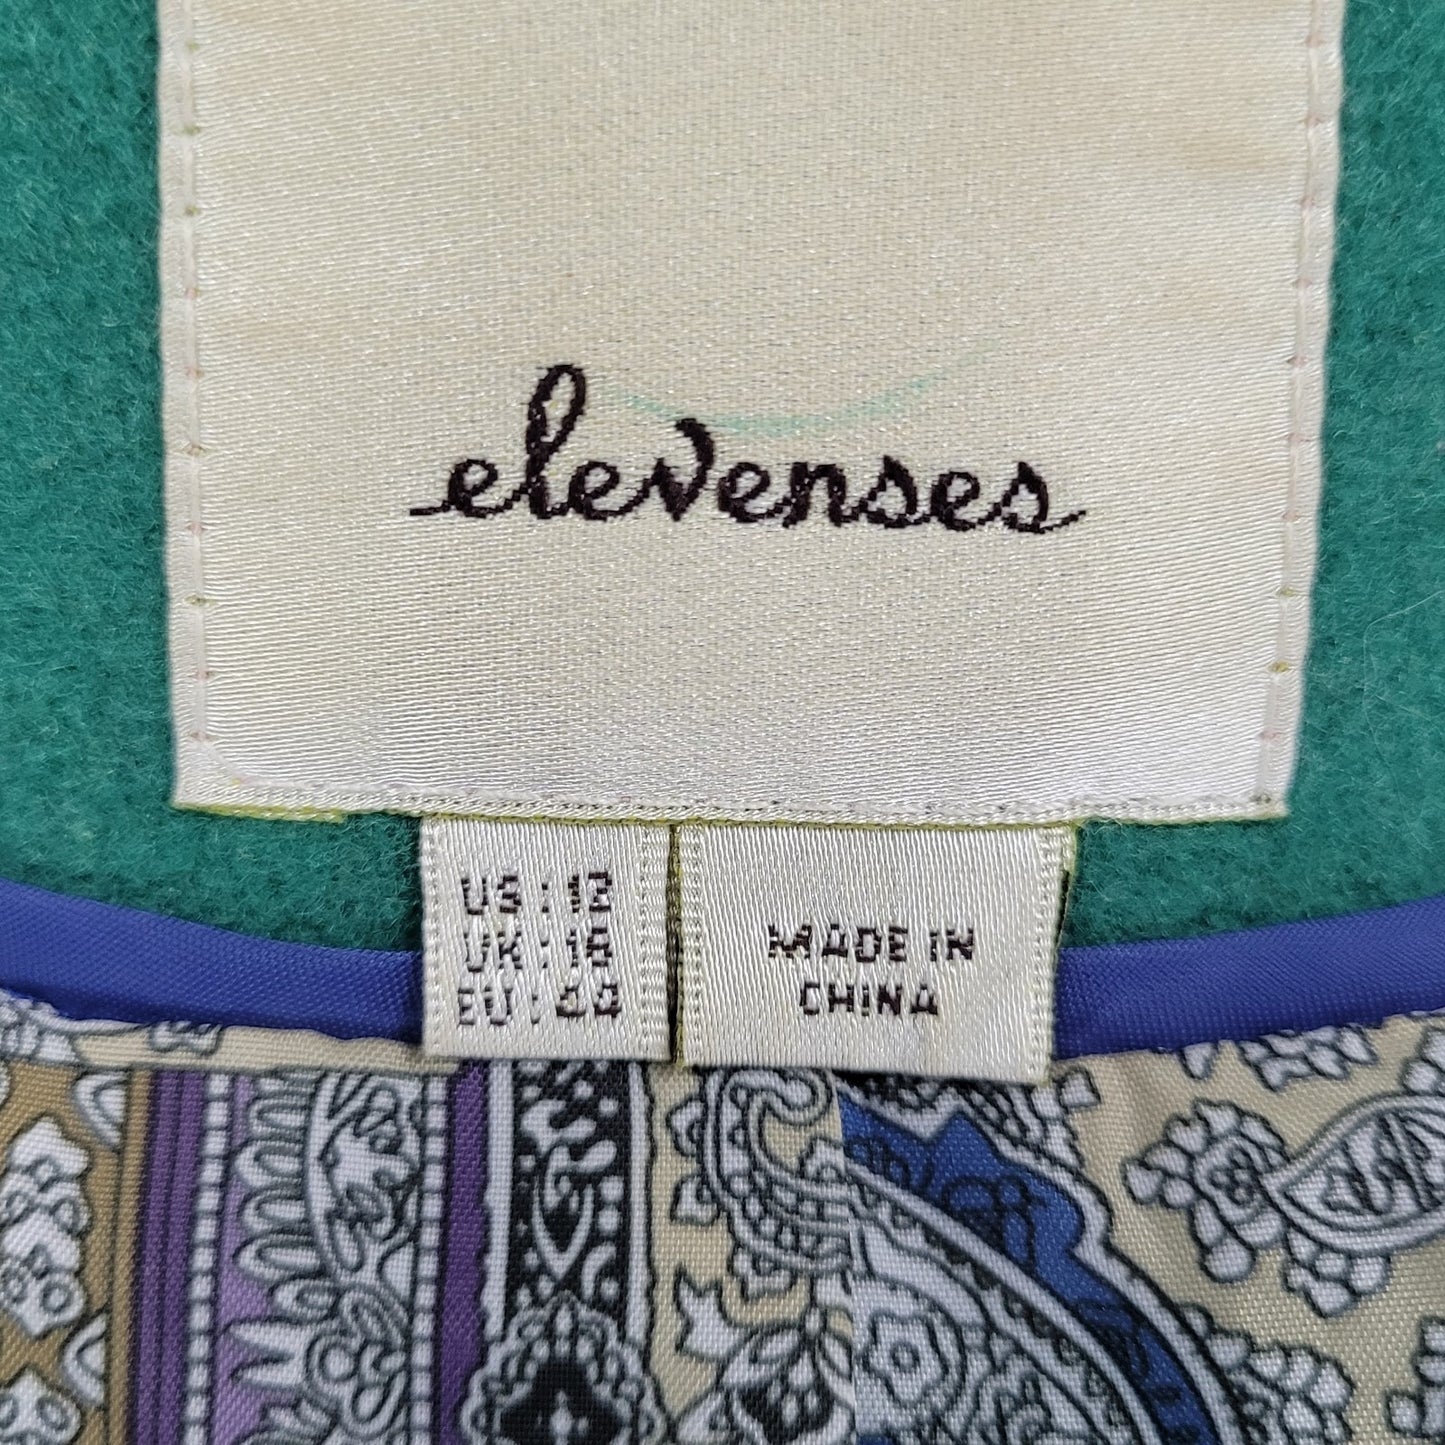 elevenses
US : 12
UK : 16
EU : 44
MADE IN
CHINA